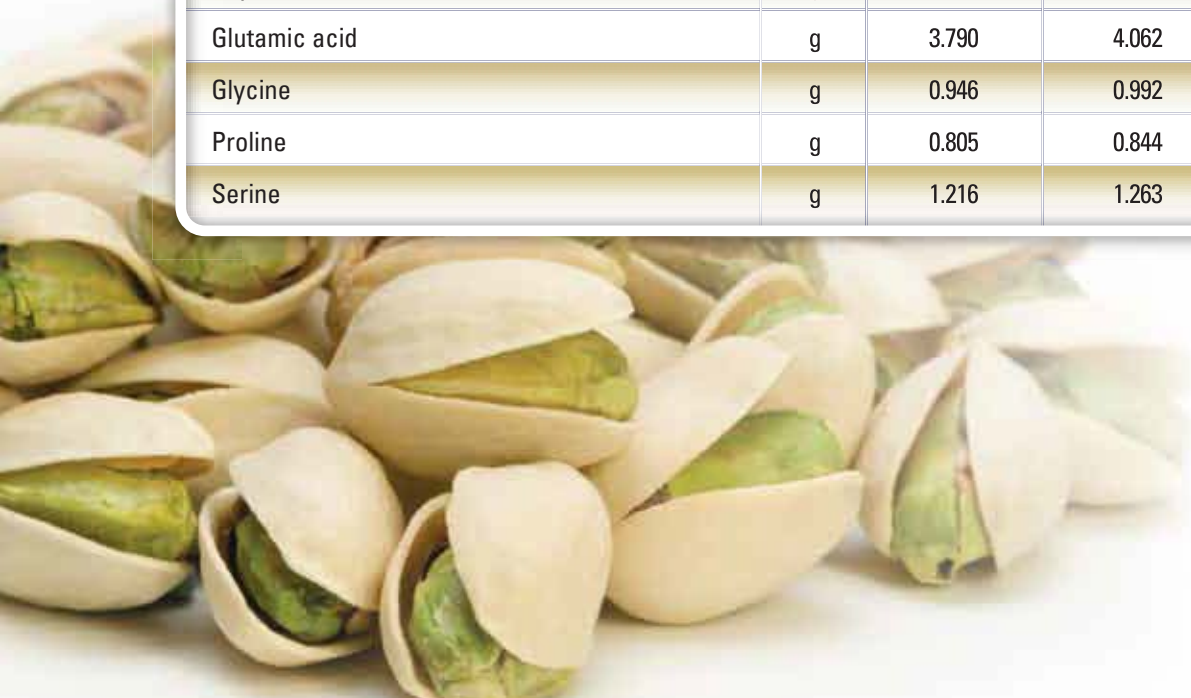 Glutamic acid g 3.790 4.062
Glycine g 0.946 0.992
Proline g 0.805 0.844
Serine g 1.216 1.263